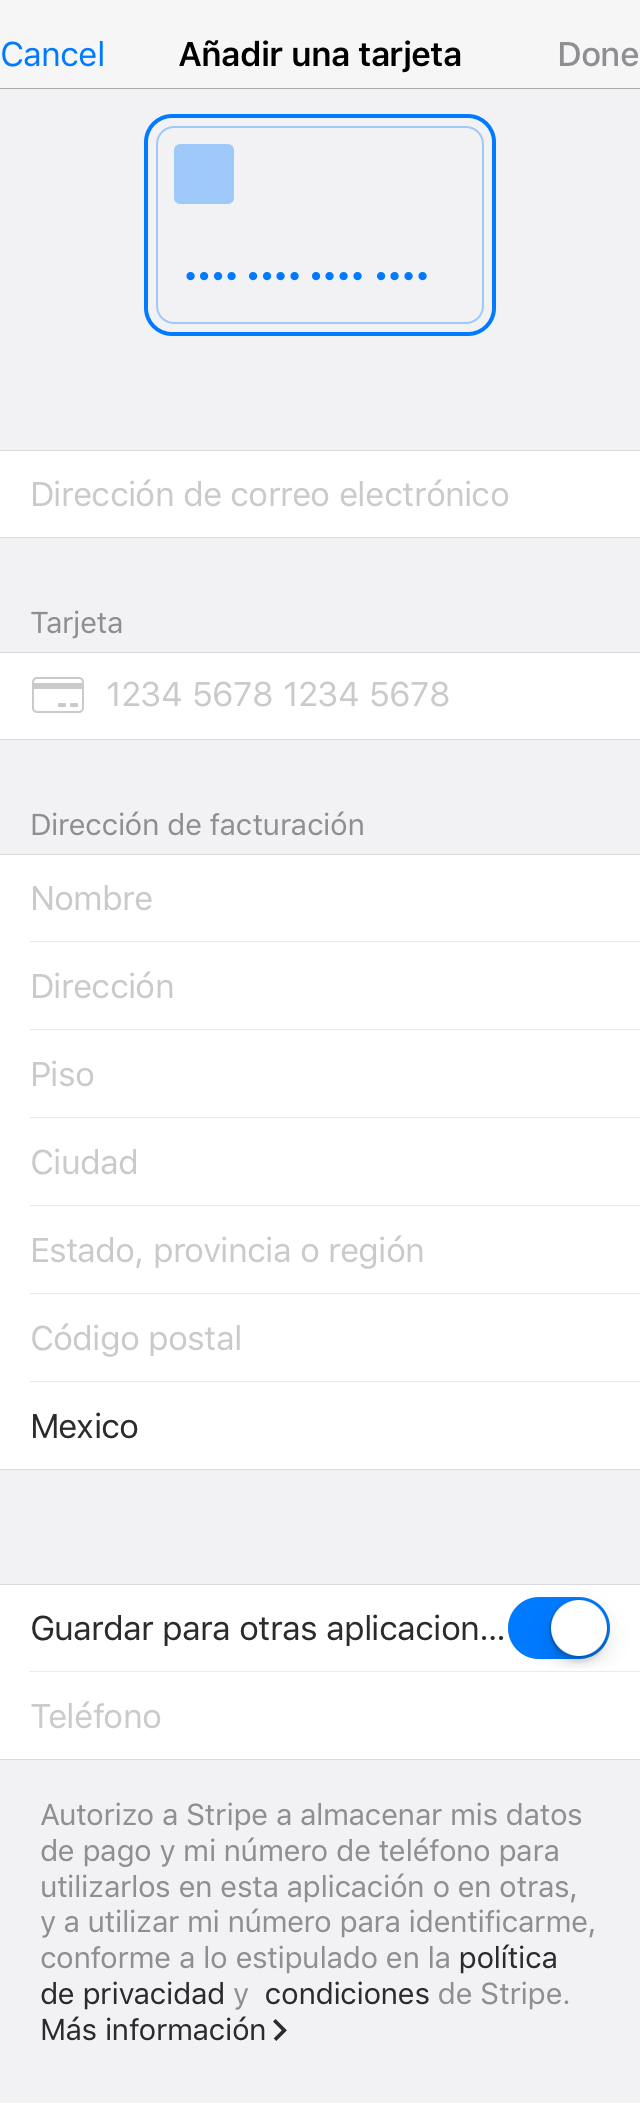 Cancel Añadir una tarjeta Done
•••• •••• •••• ••••
Dirección de correo electrónico
Tarjeta
1234 5678 1234 5678
Dirección de facturación
Nombre
Dirección
Piso
Ciudad
Estado, provincia o región
Código postal
Mexico
Guardar para otras aplicacion...
Teléfono
Autorizo a Stripe a almacenar mis datos
de pago y mi número de teléfono para
utilizarlos en esta aplicación o en otras,
y a utilizar mi número para identificarme,
conforme a lo estipulado en la política
de privacidad y condiciones de Stripe.
Más información